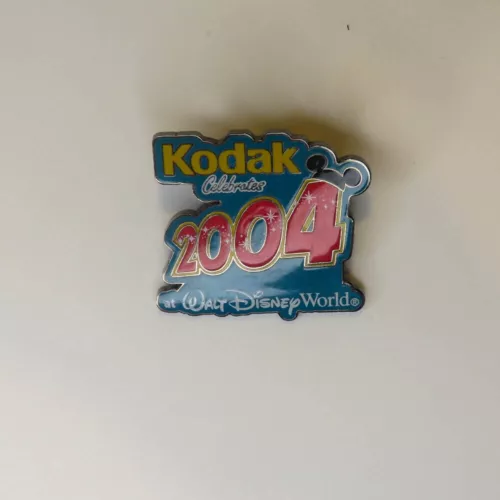 Kodak
Celebrates
2004
at Walt Disney World®